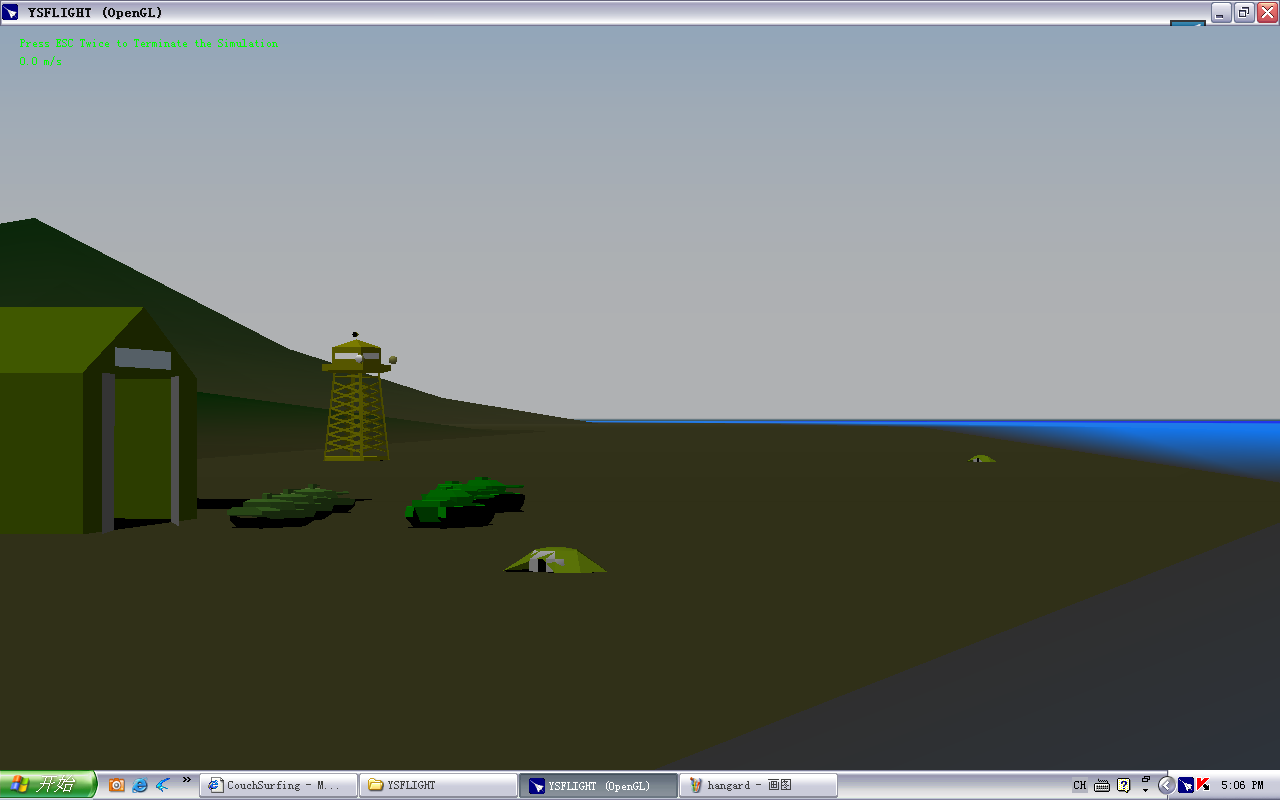 YSFLIGHT (OpenGL)
Press ESC Twice to Terminate the Simulation
0.0 m/s
开始
CouchSurfing - M...
YSFLIGHT
YSFLIGHT (OpenGL)
hangard - 画图
CH
5:06 PM